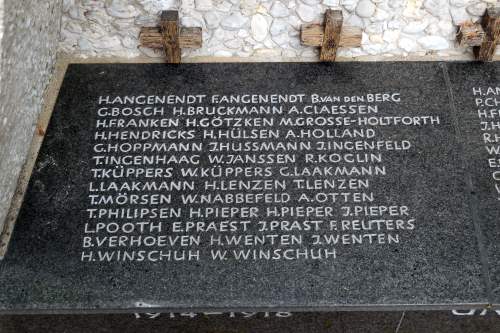 H. ANGENENDT F. ANGENENDT B. VAN DEN BERG
G. BOSCH H. BRUCKMANN A. CLAESSEN
H. FRANKEN H. GÖTZKEN M. GROSSE-HOLTFORTH
H. HENDRICKS H. HÜLSEN A. HOLLAND
G. HOPPMANN J. HUSSMANN J. INGENFELD
T. INGENHAAG W. JANSSEN R. KÖGLIN
T. KÜPPERS W. KÜPPERS G. LAAKMANN
L. LAAKMANN H. LENZEN T. LENZEN
T. MÖRSEN W. NABBEFELD A. OTTEN
T. PHILIPSEN H. PIEPER H. PIEPER J. PIEPER
L. POOTH E. PRAEST J. PRAST F. REUTERS
B. VERHOEVEN H. WENTEN J. WENTEN
H. WINSCHUH W. WINSCHUH
1914-1918